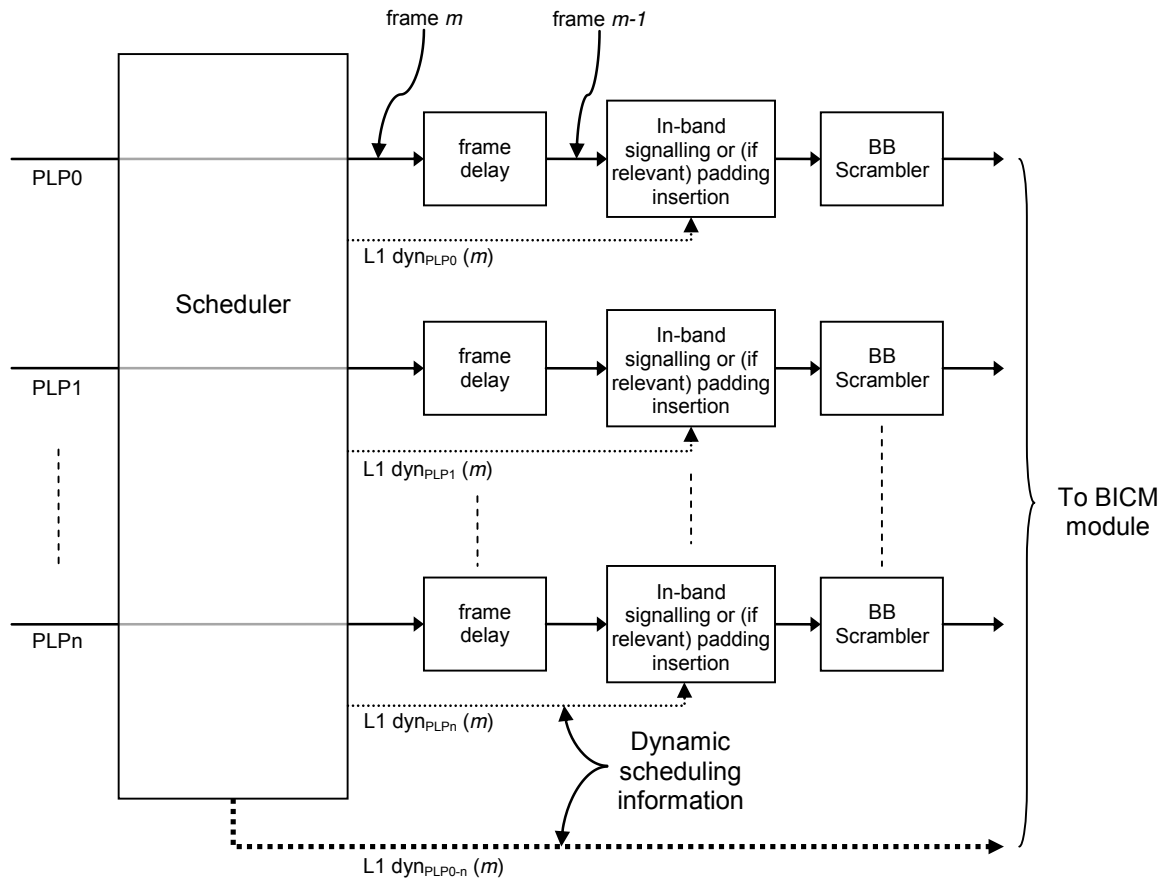 frame m
frame m-1
PLP0
frame
delay
In-band
signalling or (if
relevant) padding
insertion
BB
Scrambler
L1 dynPLP0 (m)
Scheduler
PLP1
frame
delay
In-band
signalling or (if
relevant) padding
insertion
BB
Scrambler
L1 dynPLP1 (m)
To BICM
module
PLPn
frame
delay
In-band
signalling or (if
relevant) padding
insertion
BB
Scrambler
L1 dynPLPn (m)
Dynamic
scheduling
information
L1 dynPLP0-n (m)